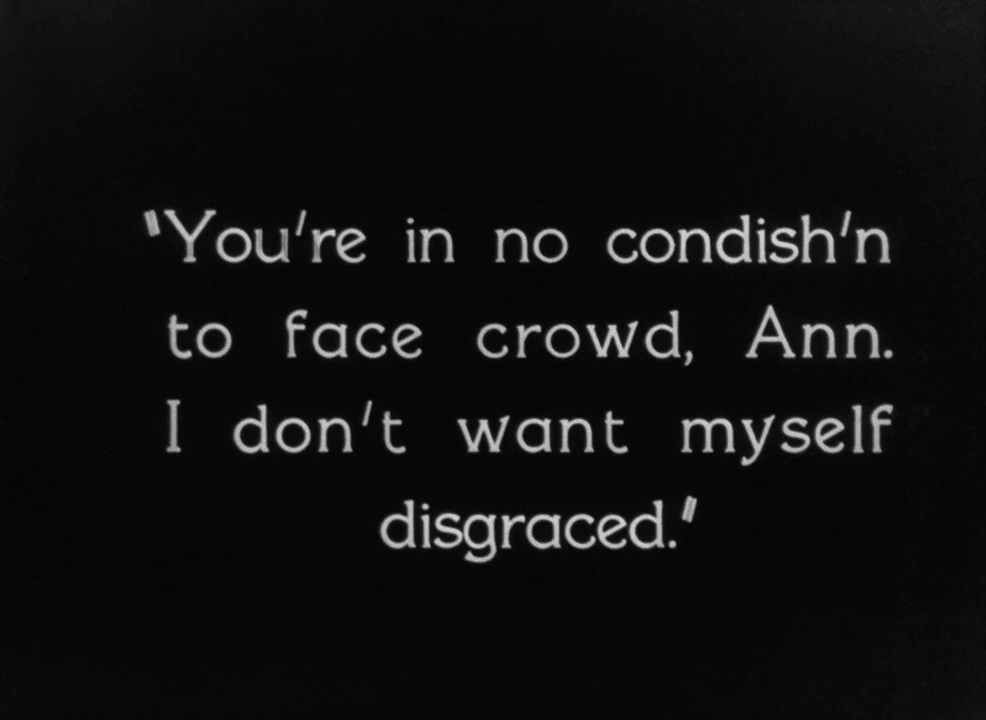 "You're in no condish'n
to face crowd, Ann.
I don't want myself
disgraced."